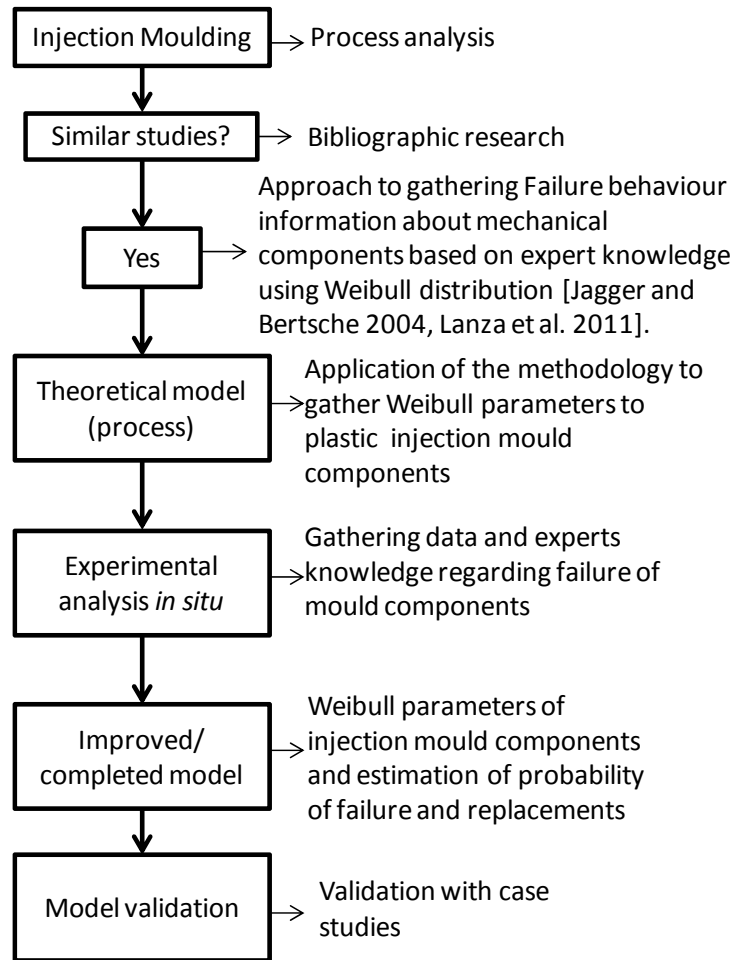 Injection Moulding
Process analysis
Similar studies?
Bibliographic research
Yes
Approach to gathering Failure behaviour
information about mechanical
components based on expert knowledge
using Weibull distribution [Jagger and
Bertsche 2004, Lanza et al. 2011].
Theoretical model
(process)
Application of the methodology to
gather Weibull parameters to
plastic injection mould
components
Experimental
analysis in situ
Gathering data and experts
knowledge regarding failure of
mould components
Improved/
completed model
Weibull parameters of
injection mould components
and estimation of probability
of failure and replacements
Model validation
Validation with case
studies